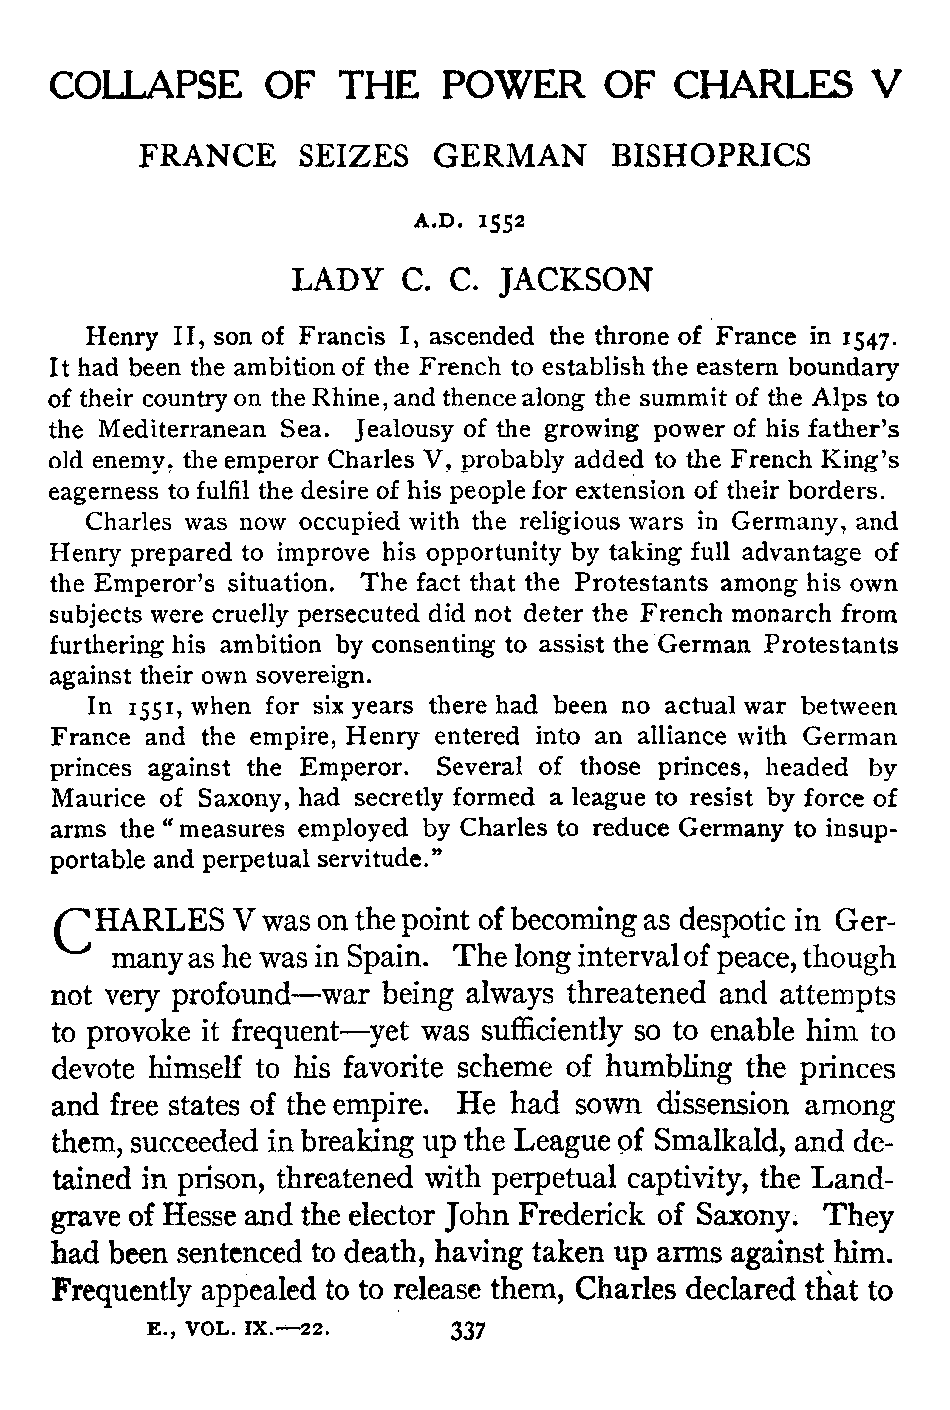 COLLAPSE OF THE POWER OF CHARLES V
FRANCE SEIZES GERMAN BISHOPRICS
A.D. 1552
LADY C. C. JACKSON
Henry II, son of Francis I, ascended the throne of France in 1547.
It had been the ambition of the French to establish the eastern boundary
of their country on the Rhine, and thence along the summit of the Alps to
the Mediterranean Sea. Jealousy of the growing power of his father's
old enemy, the emperor Charles V, probably added to the French King's
eagerness to fulfil the desire of his people for extension of their borders.
Charles was now occupied with the religious wars in Germany, and
Henry prepared to improve his opportunity by taking full advantage of
the Emperor's situation. The fact that the Protestants among his own
subjects were cruelly persecuted did not deter the French monarch from
furthering his ambition by consenting to assist the German Protestants
against their own sovereign.
In 1551, when for six years there had been no actual war between
France and the empire, Henry entered into an alliance with German
princes against the Emperor. Several of those princes, headed by
Maurice of Saxony, had secretly formed a league to resist by force of
arms the "measures employed by Charles to reduce Germany to insup-
portable and perpetual servitude."
CHARLES V was on the point of becoming as despotic in Ger-
many as he was in Spain. The long interval of peace, though
not very profound—war being always threatened and attempts
to provoke it frequent—yet was sufficiently so to enable him to
devote himself to his favorite scheme of humbling the princes
and free states of the empire. He had sown dissension among
them, succeeded in breaking up the League of Smalkald, and de-
tained in prison, threatened with perpetual captivity, the Land-
grave of Hesse and the elector John Frederick of Saxony. They
had been sentenced to death, having taken up arms against him.
Frequently appealed to to release them, Charles declared that to
E., VOL. IX.—22. 337